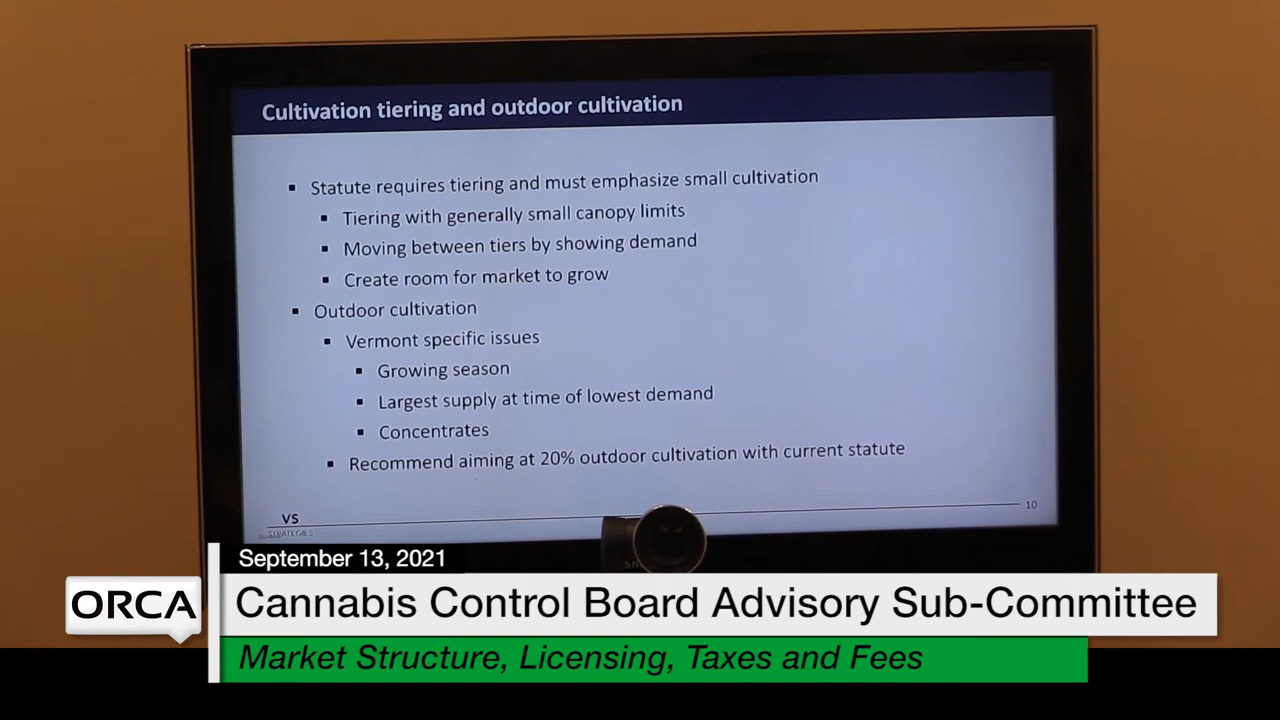 Cultivation tiering and outdoor cultivation
▪ Statute requires tiering and must emphasize small cultivation
▪ Tiering with generally small canopy limits
▪ Moving between tiers by showing demand
▪ Create room for market to grow
▪ Outdoor cultivation
▪ Vermont specific issues
▪ Growing season
▪ Largest supply at time of lowest demand
▪ Concentrates
▪ Recommend aiming at 20% outdoor cultivation with current statute
VS
STRATEGIES
10
September 13, 2021
ORCA
Cannabis Control Board Advisory Sub-Committee
Market Structure, Licensing, Taxes and Fees